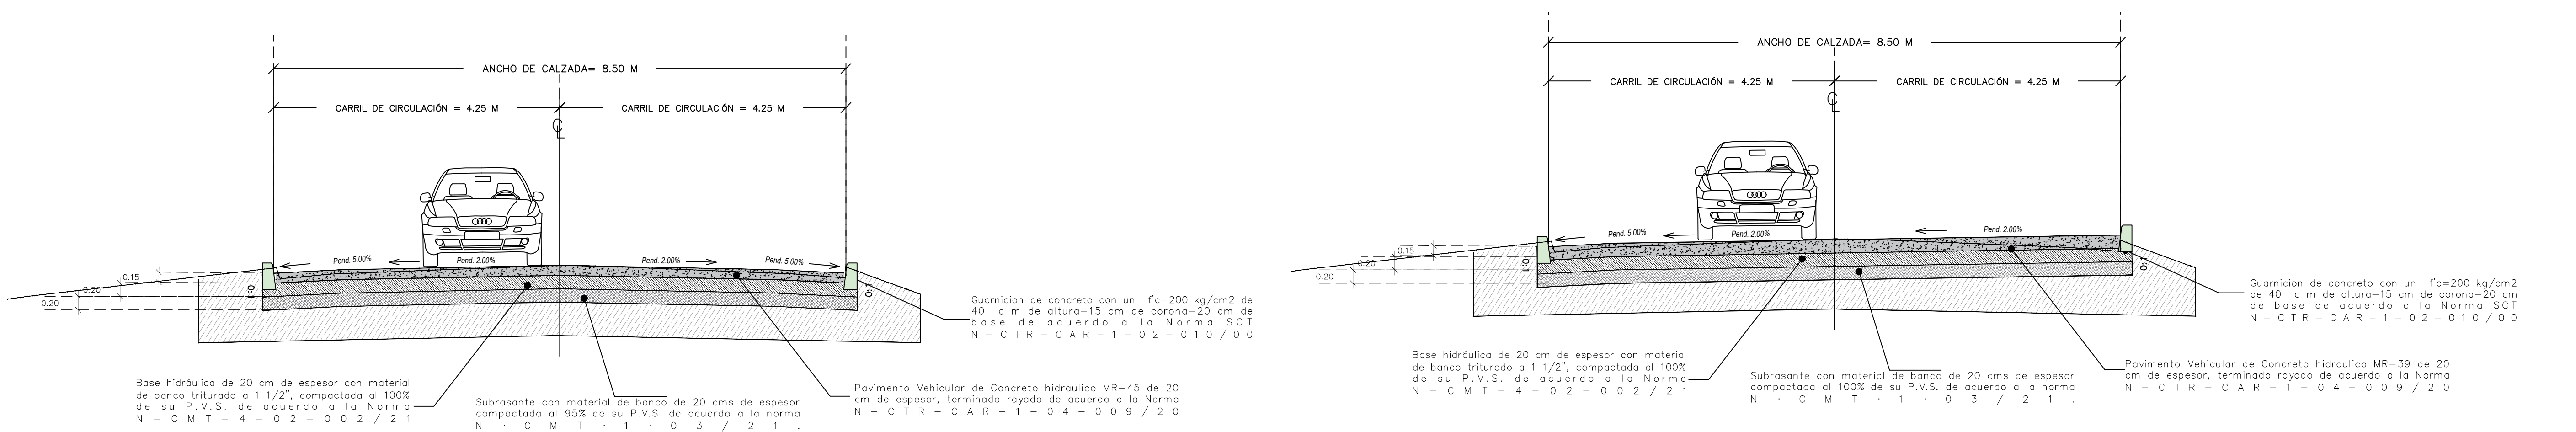 ANCHO DE CALZADA= 8.50 M
CARRIL DE CIRCULACIÓN = 4.25 M
CARRIL DE CIRCULACIÓN = 4.25 M
Pend. 5.00%
Pend. 2.00%
Pend. 2.00%
Pend. 5.00%
0.15
0.20
0.20
Guarnicion de concreto con un f'c=200 kg/cm2 de
40 c m de altura-15 cm de corona-20 cm de
base de acuerdo a la Norma SCT
N-CTR-CAR-1-02-010/00
Base hidráulica de 20 cm de espesor con material
de banco triturado a 1 1/2", compactada al 100%
de su P.V.S. de acuerdo a la Norma
N-CMT-4-02-002/21
Subrasante con material de banco de 20 cms de espesor
compactada al 95% de su P.V.S. de acuerdo a la norma
N·CMT·1·03/21.
Pavimento Vehicular de Concreto hidraulico MR-45 de 20
cm de espesor, terminado rayado de acuerdo a la Norma
N-CTR-CAR-1-04-009/20
ANCHO DE CALZADA= 8.50 M
CARRIL DE CIRCULACIÓN = 4.25 M
CARRIL DE CIRCULACIÓN = 4.25 M
Pend. 5.00%
Pend. 2.00%
Pend. 2.00%
0.15
0.20
0.20
Guarnicion de concreto con un f'c=200 kg/cm2
de 40 c m de altura-15 cm de corona-20 cm
de base de acuerdo a la Norma SCT
N-CTR-CAR-1-02-010/00
Base hidráulica de 20 cm de espesor con material
de banco triturado a 1 1/2", compactada al 100%
de su P.V.S. de acuerdo a la Norma
N-CMT-4-02-002/21
Subrasante con material de banco de 20 cms de espesor
compactada al 100% de su P.V.S. de acuerdo a la norma
N·CMT·1·03/21.
Pavimento Vehicular de Concreto hidraulico MR-39 de 20
cm de espesor, terminado rayado de acuerdo a la Norma
N-CTR-CAR-1-04-009/20